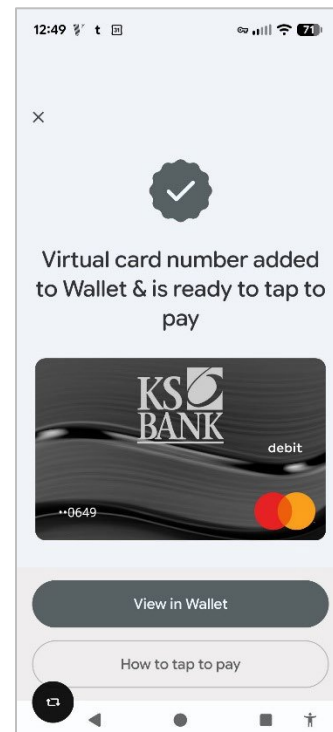 12:49 t 31 71
Virtual card number added
to Wallet & is ready to tap to
pay
KS
BANK
debit
··0649
View in Wallet
How to tap to pay